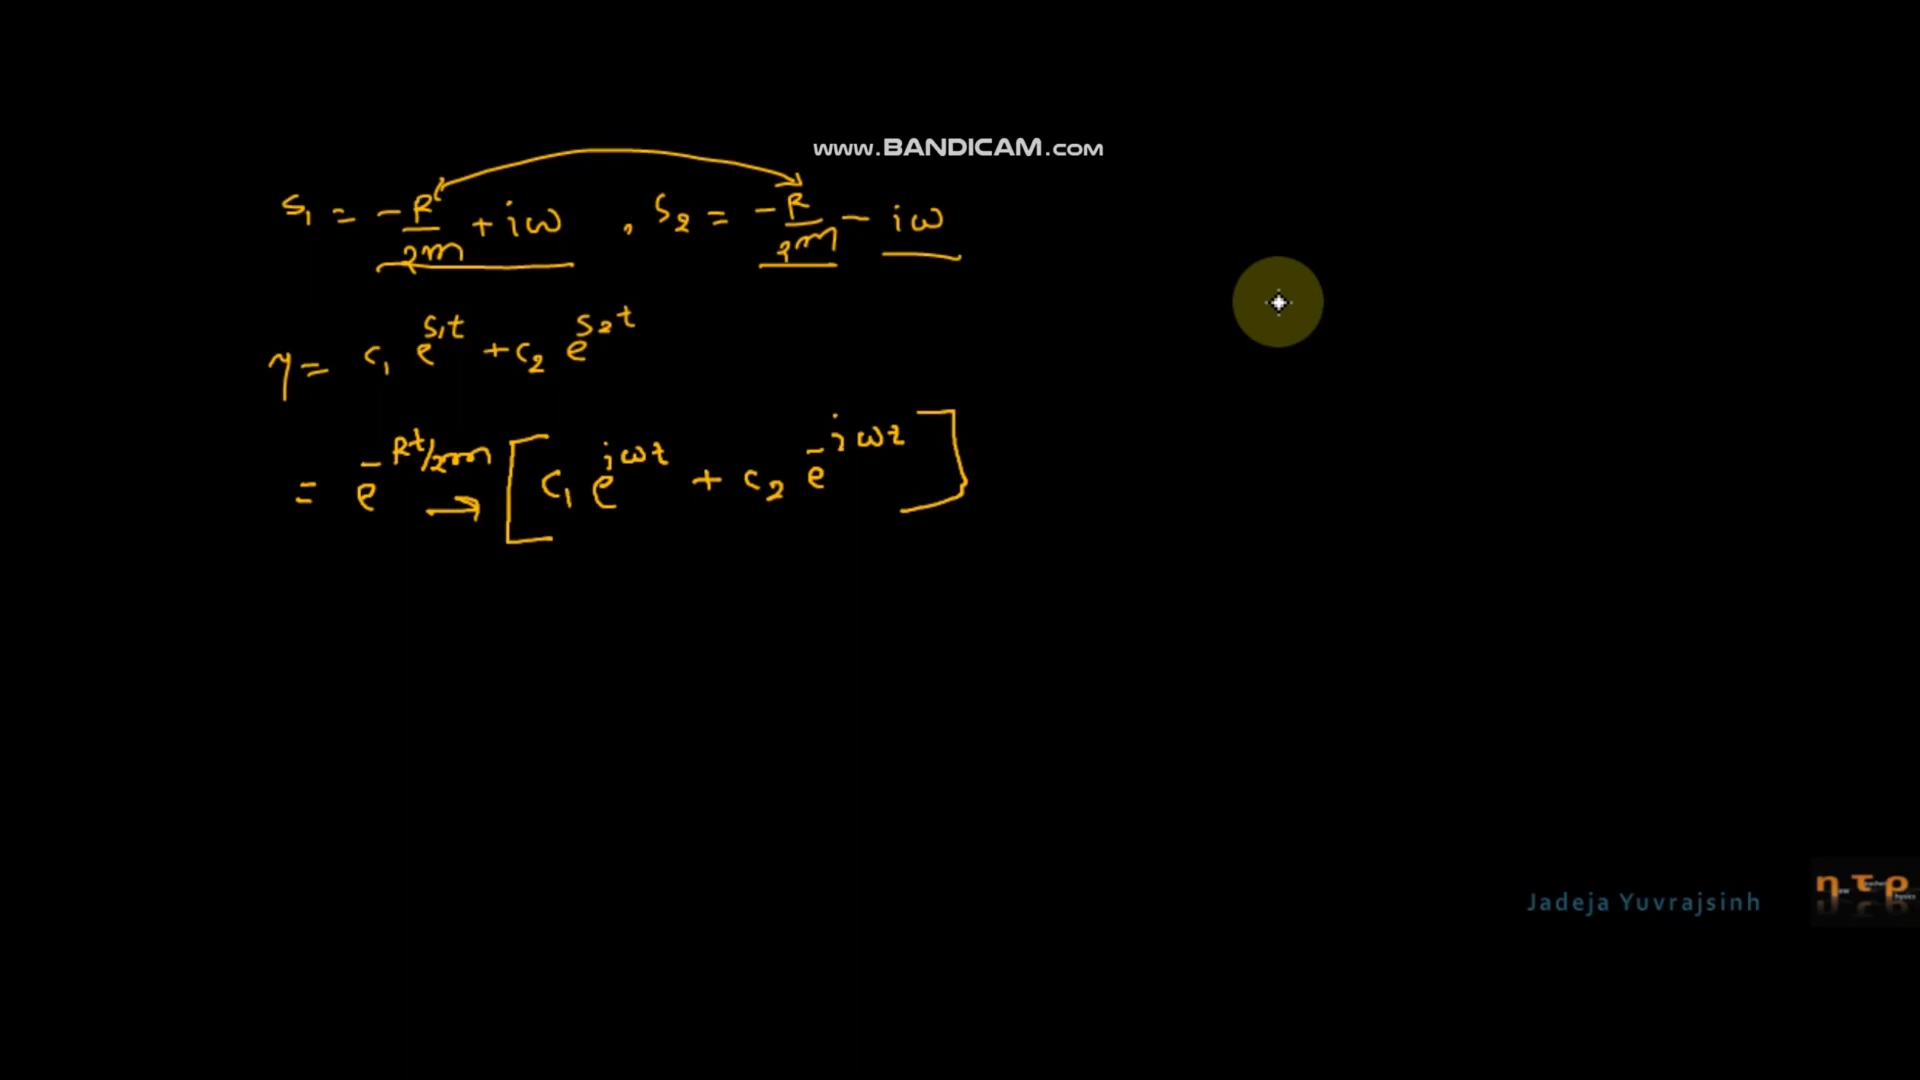 www.BANDICAM.com
S₁ = -R/2m + iω , S₂ = -R/2m - iω
η = c₁ e^{S₁t} + c₂ e^{S₂t}
= e^{-Rt/2m} → [ c₁ e^{iωt} + c₂ e^{-iωt} ]
Jadeja Yuvrajsinh